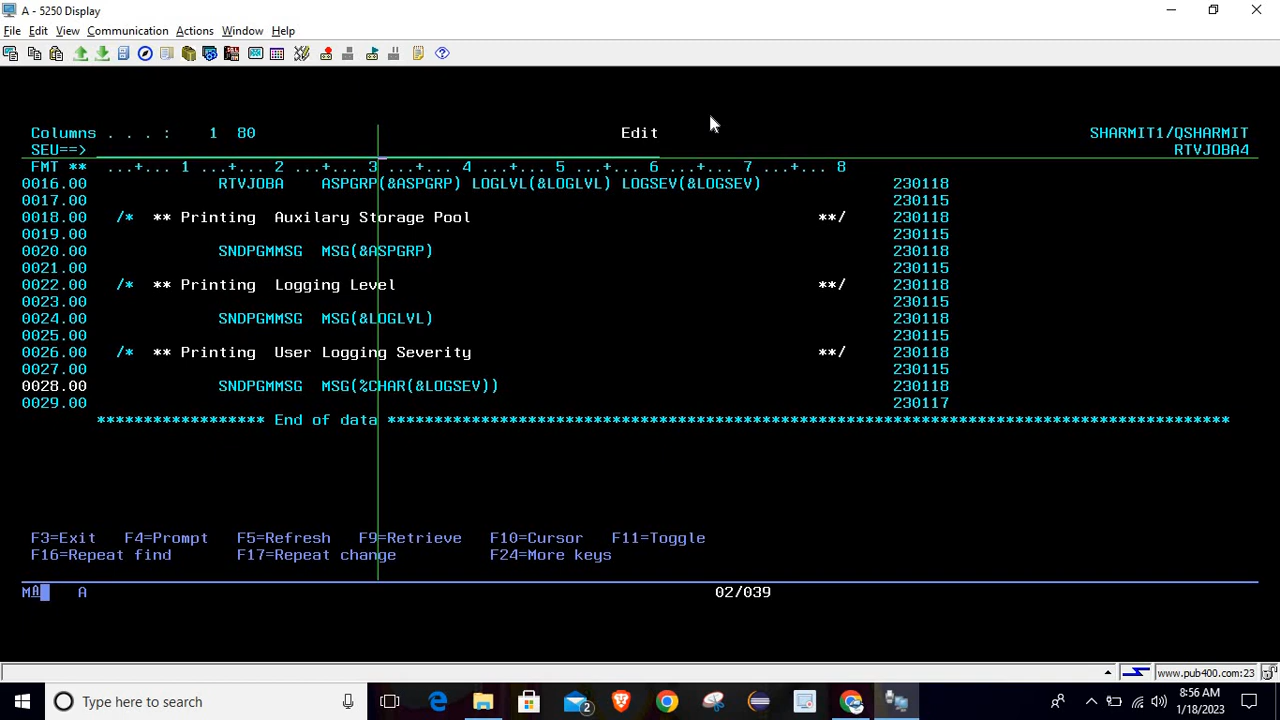 A - 5250 Display
File Edit View Communication Actions Window Help
Columns . . . : 1 80 Edit SHARMIT1/QSHARMIT
SEU==> RTVJOBA4
FMT ** ...+... 1 ...+... 2 ...+... 3 ...+... 4 ...+... 5 ...+... 6 ...+... 7 ...+... 8
0016.00 RTVJOBA ASPGRP(&ASPGRP) LOGLVL(&LOGLVL) LOGSEV(&LOGSEV) 230118
0017.00 230115
0018.00 /* ** Printing Auxilary Storage Pool **/ 230118
0019.00 230115
0020.00 SNDPGMMSG MSG(&ASPGRP) 230118
0021.00 230115
0022.00 /* ** Printing Logging Level **/ 230118
0023.00 230115
0024.00 SNDPGMMSG MSG(&LOGLVL) 230118
0025.00 230115
0026.00 /* ** Printing User Logging Severity **/ 230118
0027.00 230115
0028.00 SNDPGMMSG MSG(%CHAR(&LOGSEV)) 230118
0029.00 230117
****************** End of data ******************************************************************************************
F3=Exit F4=Prompt F5=Refresh F9=Retrieve F10=Cursor F11=Toggle
F16=Repeat find F17=Repeat change F24=More keys
MA A 02/039
www.pub400.com:23
Type here to search 2 8:56 AM
1/18/2023